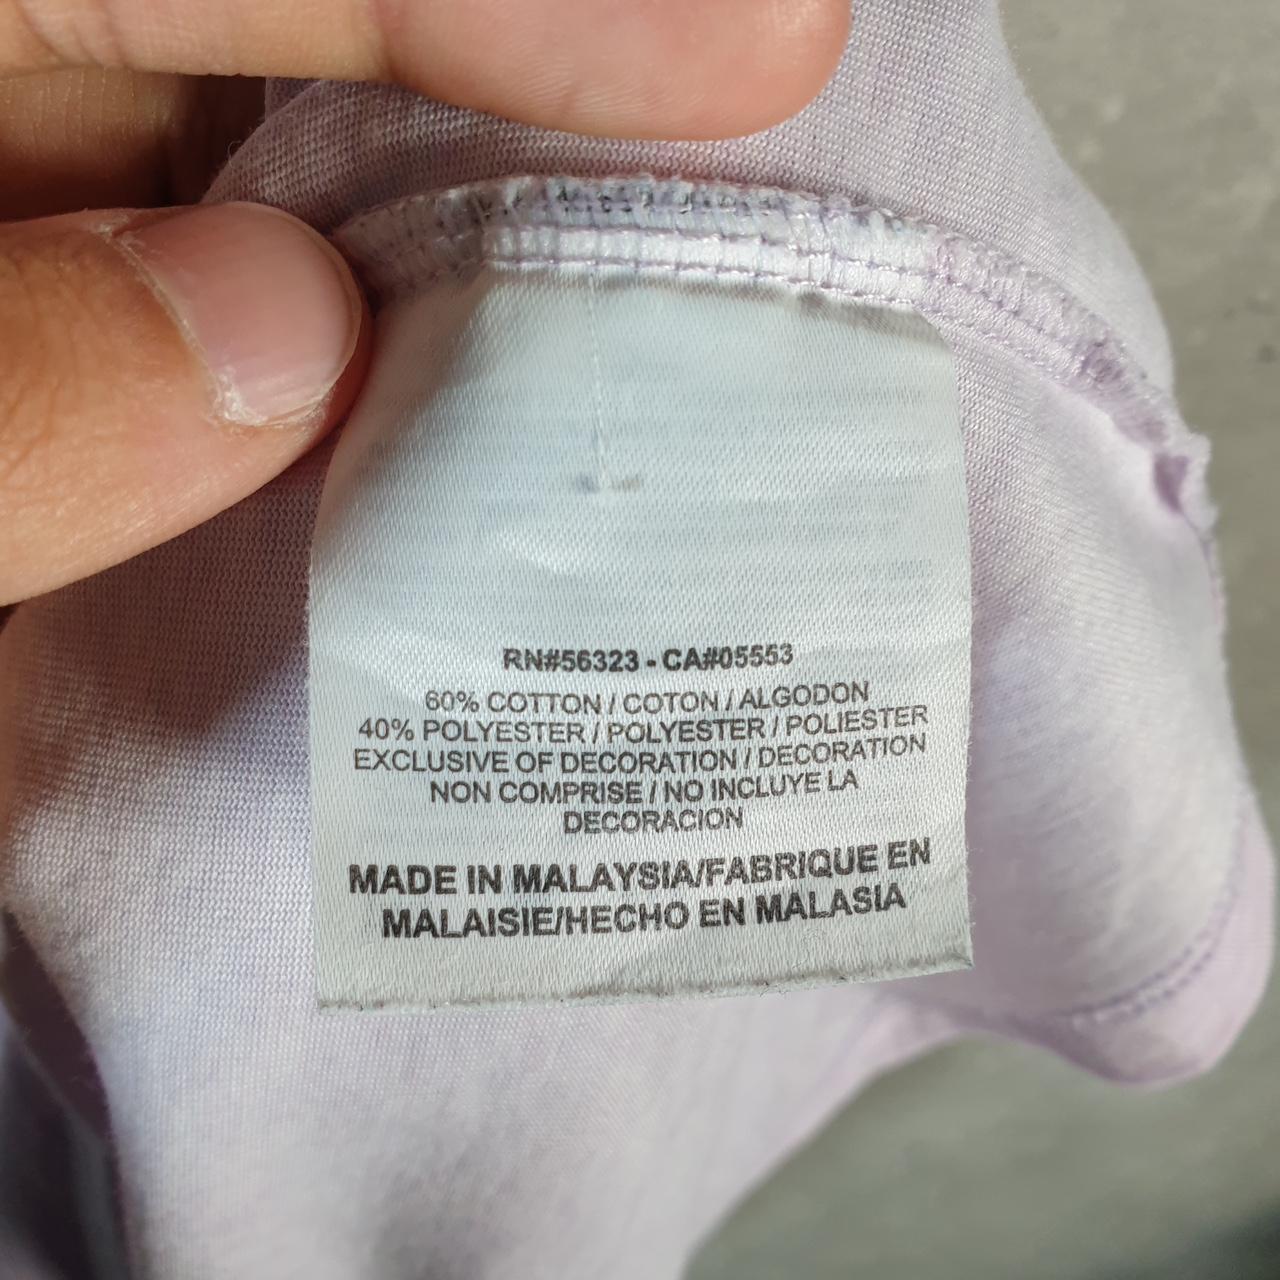 RN#56323 - CA#05553
60% COTTON / COTON / ALGODON
40% POLYESTER / POLYESTER / POLIESTER
EXCLUSIVE OF DECORATION / DECORATION
NON COMPRISE / NO INCLUYE LA
DECORACION
MADE IN MALAYSIA/FABRIQUE EN
MALAISIE/HECHO EN MALASIA